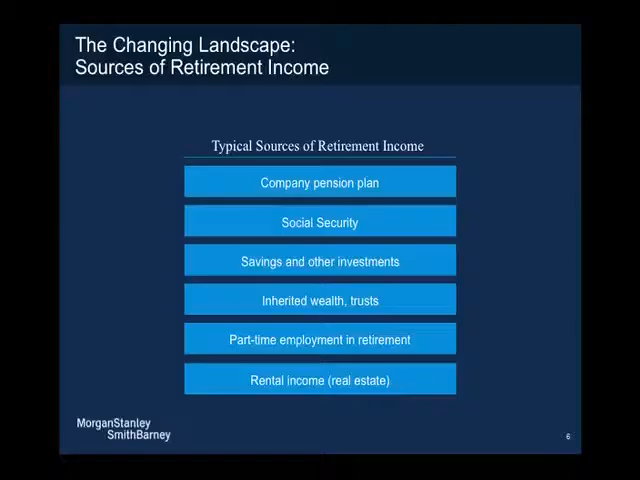 The Changing Landscape:
Sources of Retirement Income
Typical Sources of Retirement Income
Company pension plan
Social Security
Savings and other investments
Inherited wealth, trusts
Part-time employment in retirement
Rental income (real estate)
MorganStanley
SmithBarney
6